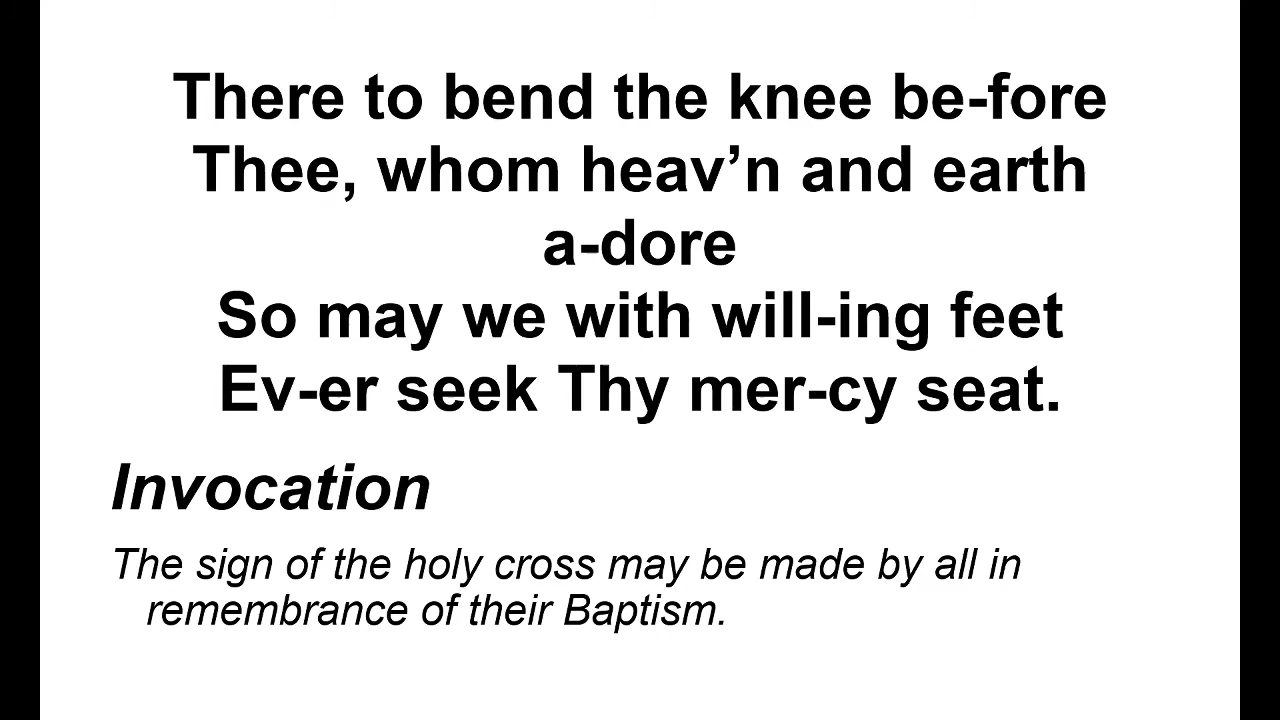 There to bend the knee be-fore
Thee, whom heav’n and earth
a-dore
So may we with will-ing feet
Ev-er seek Thy mer-cy seat.
Invocation
The sign of the holy cross may be made by all in
remembrance of their Baptism.